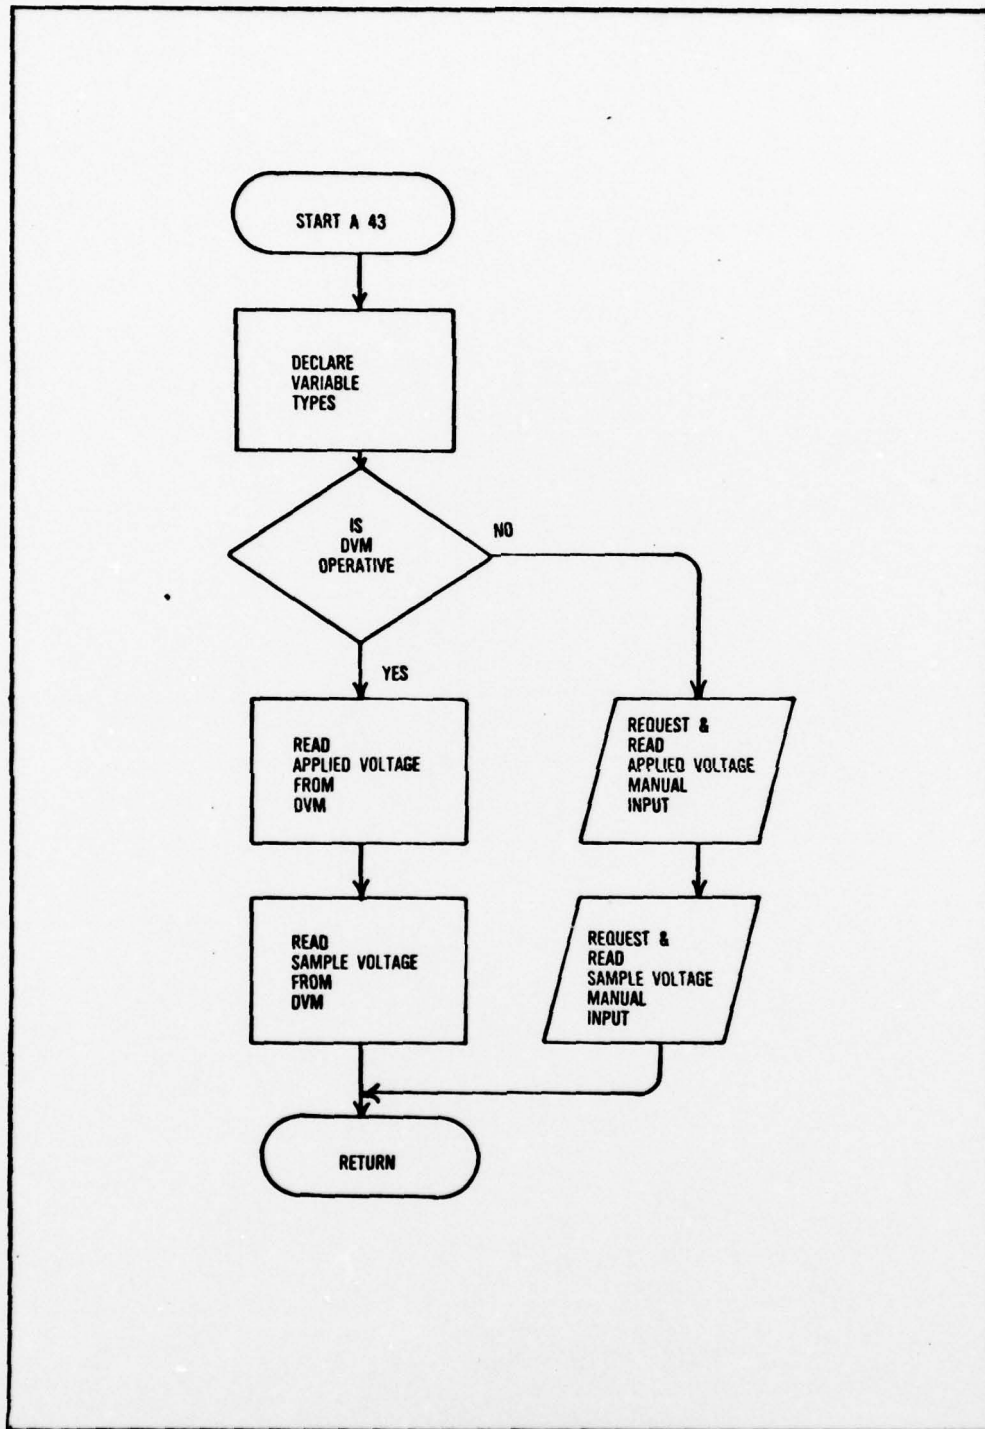 START A 43
DECLARE
VARIABLE
TYPES
IS
DVM
OPERATIVE
NO
YES
READ
APPLIED VOLTAGE
FROM
DVM
REQUEST &
READ
APPLIED VOLTAGE
MANUAL
INPUT
READ
SAMPLE VOLTAGE
FROM
DVM
REQUEST &
READ
SAMPLE VOLTAGE
MANUAL
INPUT
RETURN